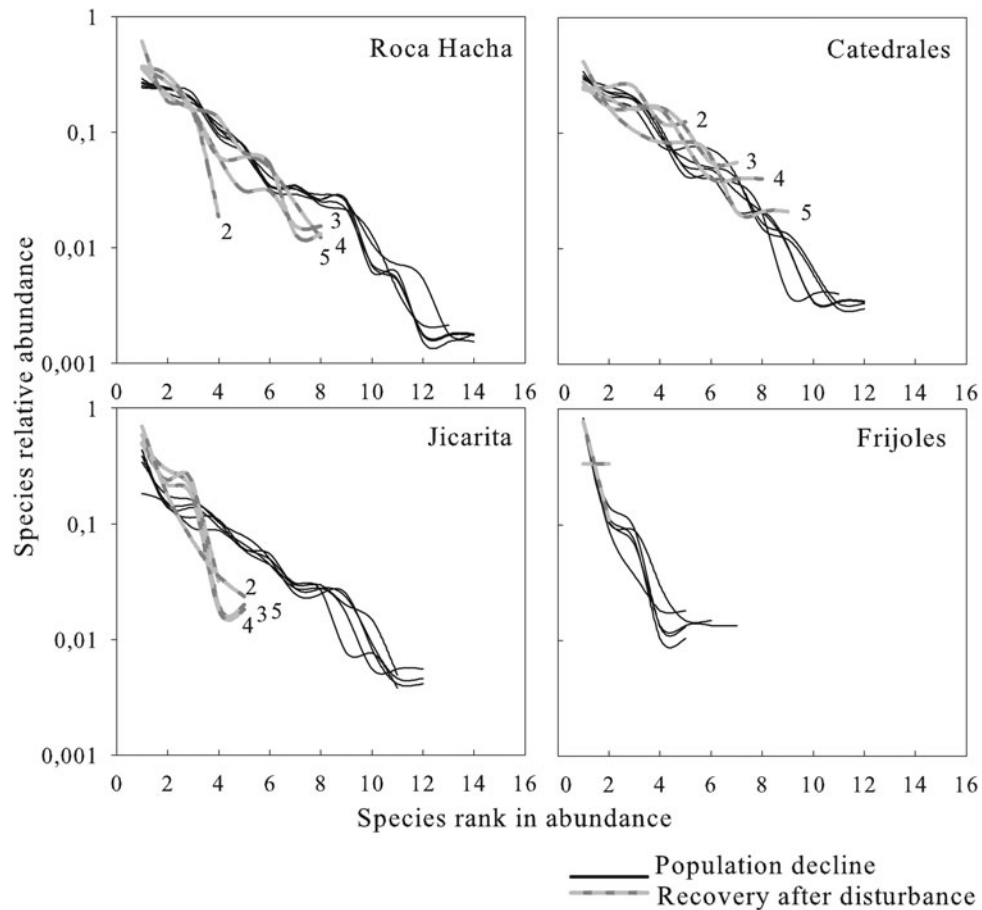 1
0,1
0,01
0,001
Roca Hacha
2
3
4
5
0 2 4 6 8 10 12 14 16
Catedrales
2
3
4
5
0 2 4 6 8 10 12 14 16
Species relative abundance
1
0,1
0,01
0,001
Jicarita
2
4 3 5
0 2 4 6 8 10 12 14 16
Frijoles
0 2 4 6 8 10 12 14 16
Species rank in abundance
Population decline
Recovery after disturbance